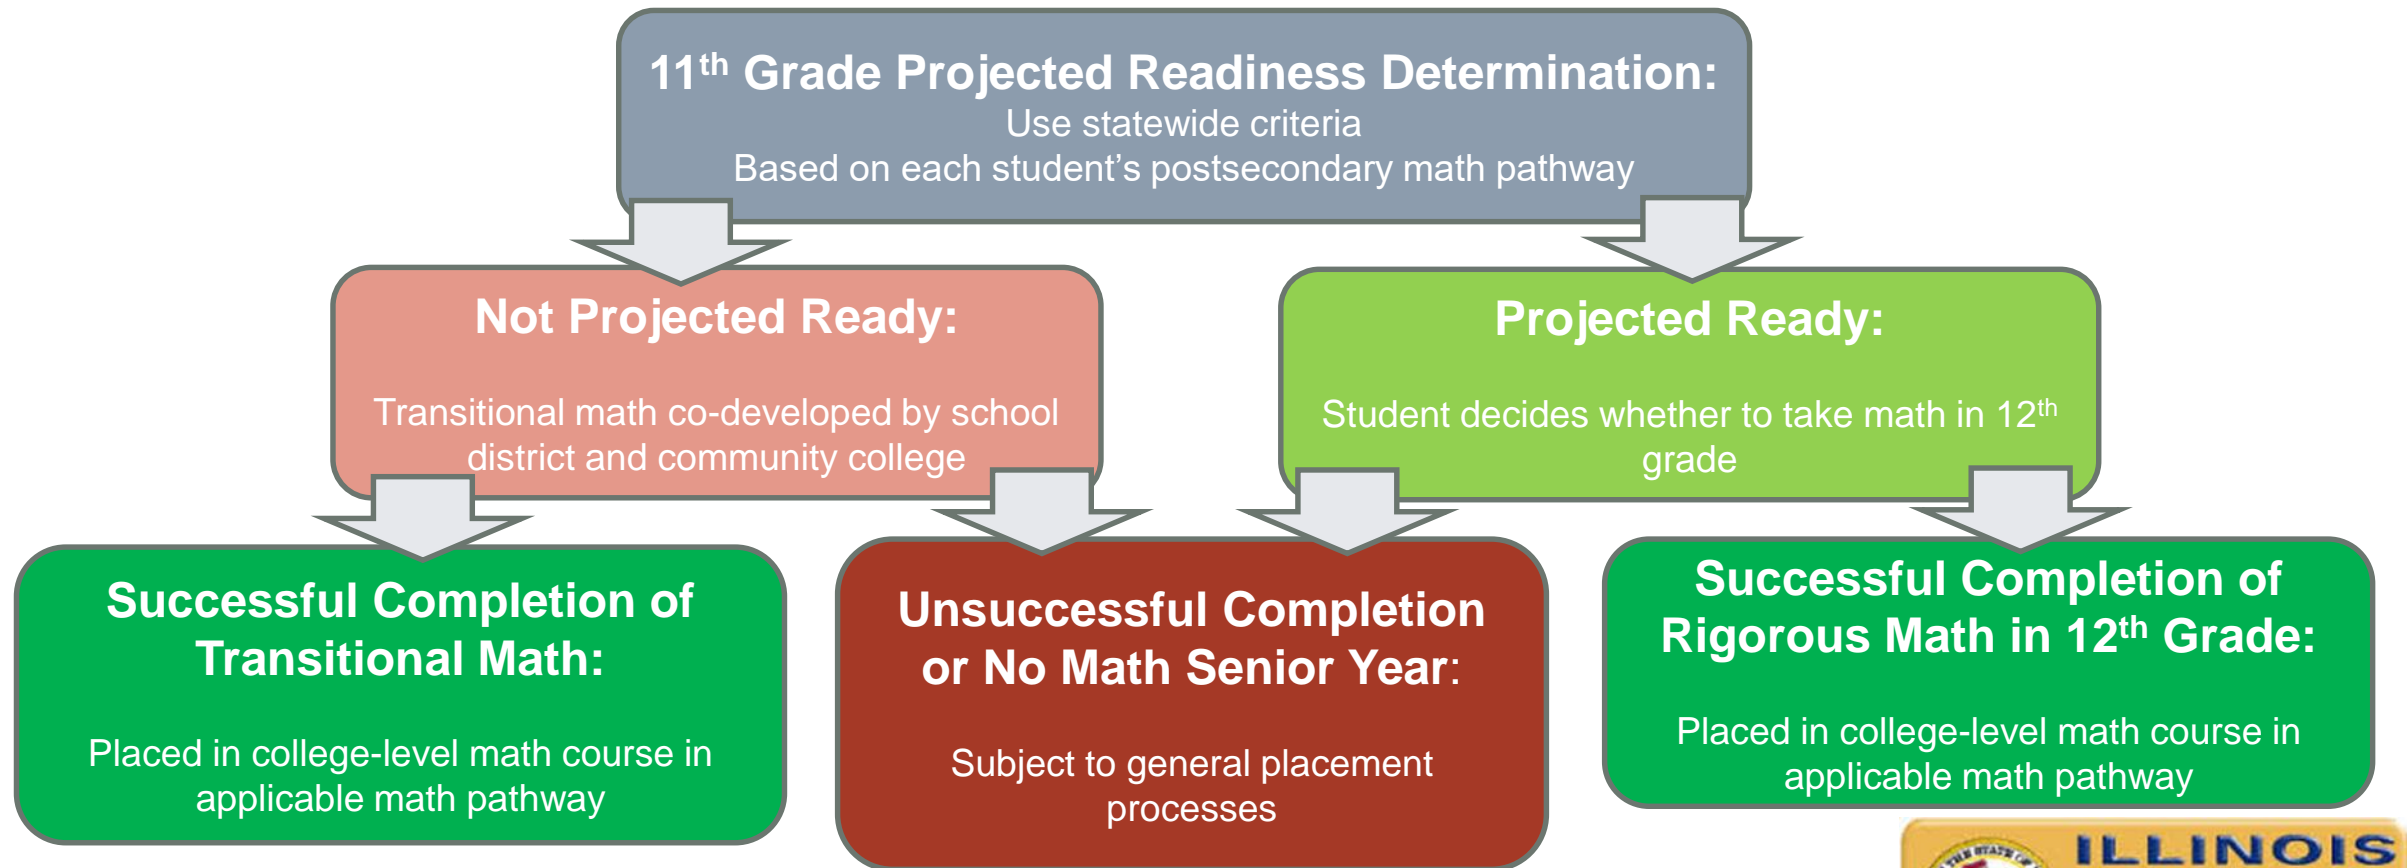 11th Grade Projected Readiness Determination:
Use statewide criteria
Based on each student’s postsecondary math pathway
Not Projected Ready:
Transitional math co-developed by school
district and community college
Projected Ready:
Student decides whether to take math in 12th
grade
Successful Completion of
Transitional Math:
Placed in college-level math course in
applicable math pathway
Unsuccessful Completion
or No Math Senior Year:
Subject to general placement
processes
Successful Completion of
Rigorous Math in 12th Grade:
Placed in college-level math course in
applicable math pathway
ILLINOIS